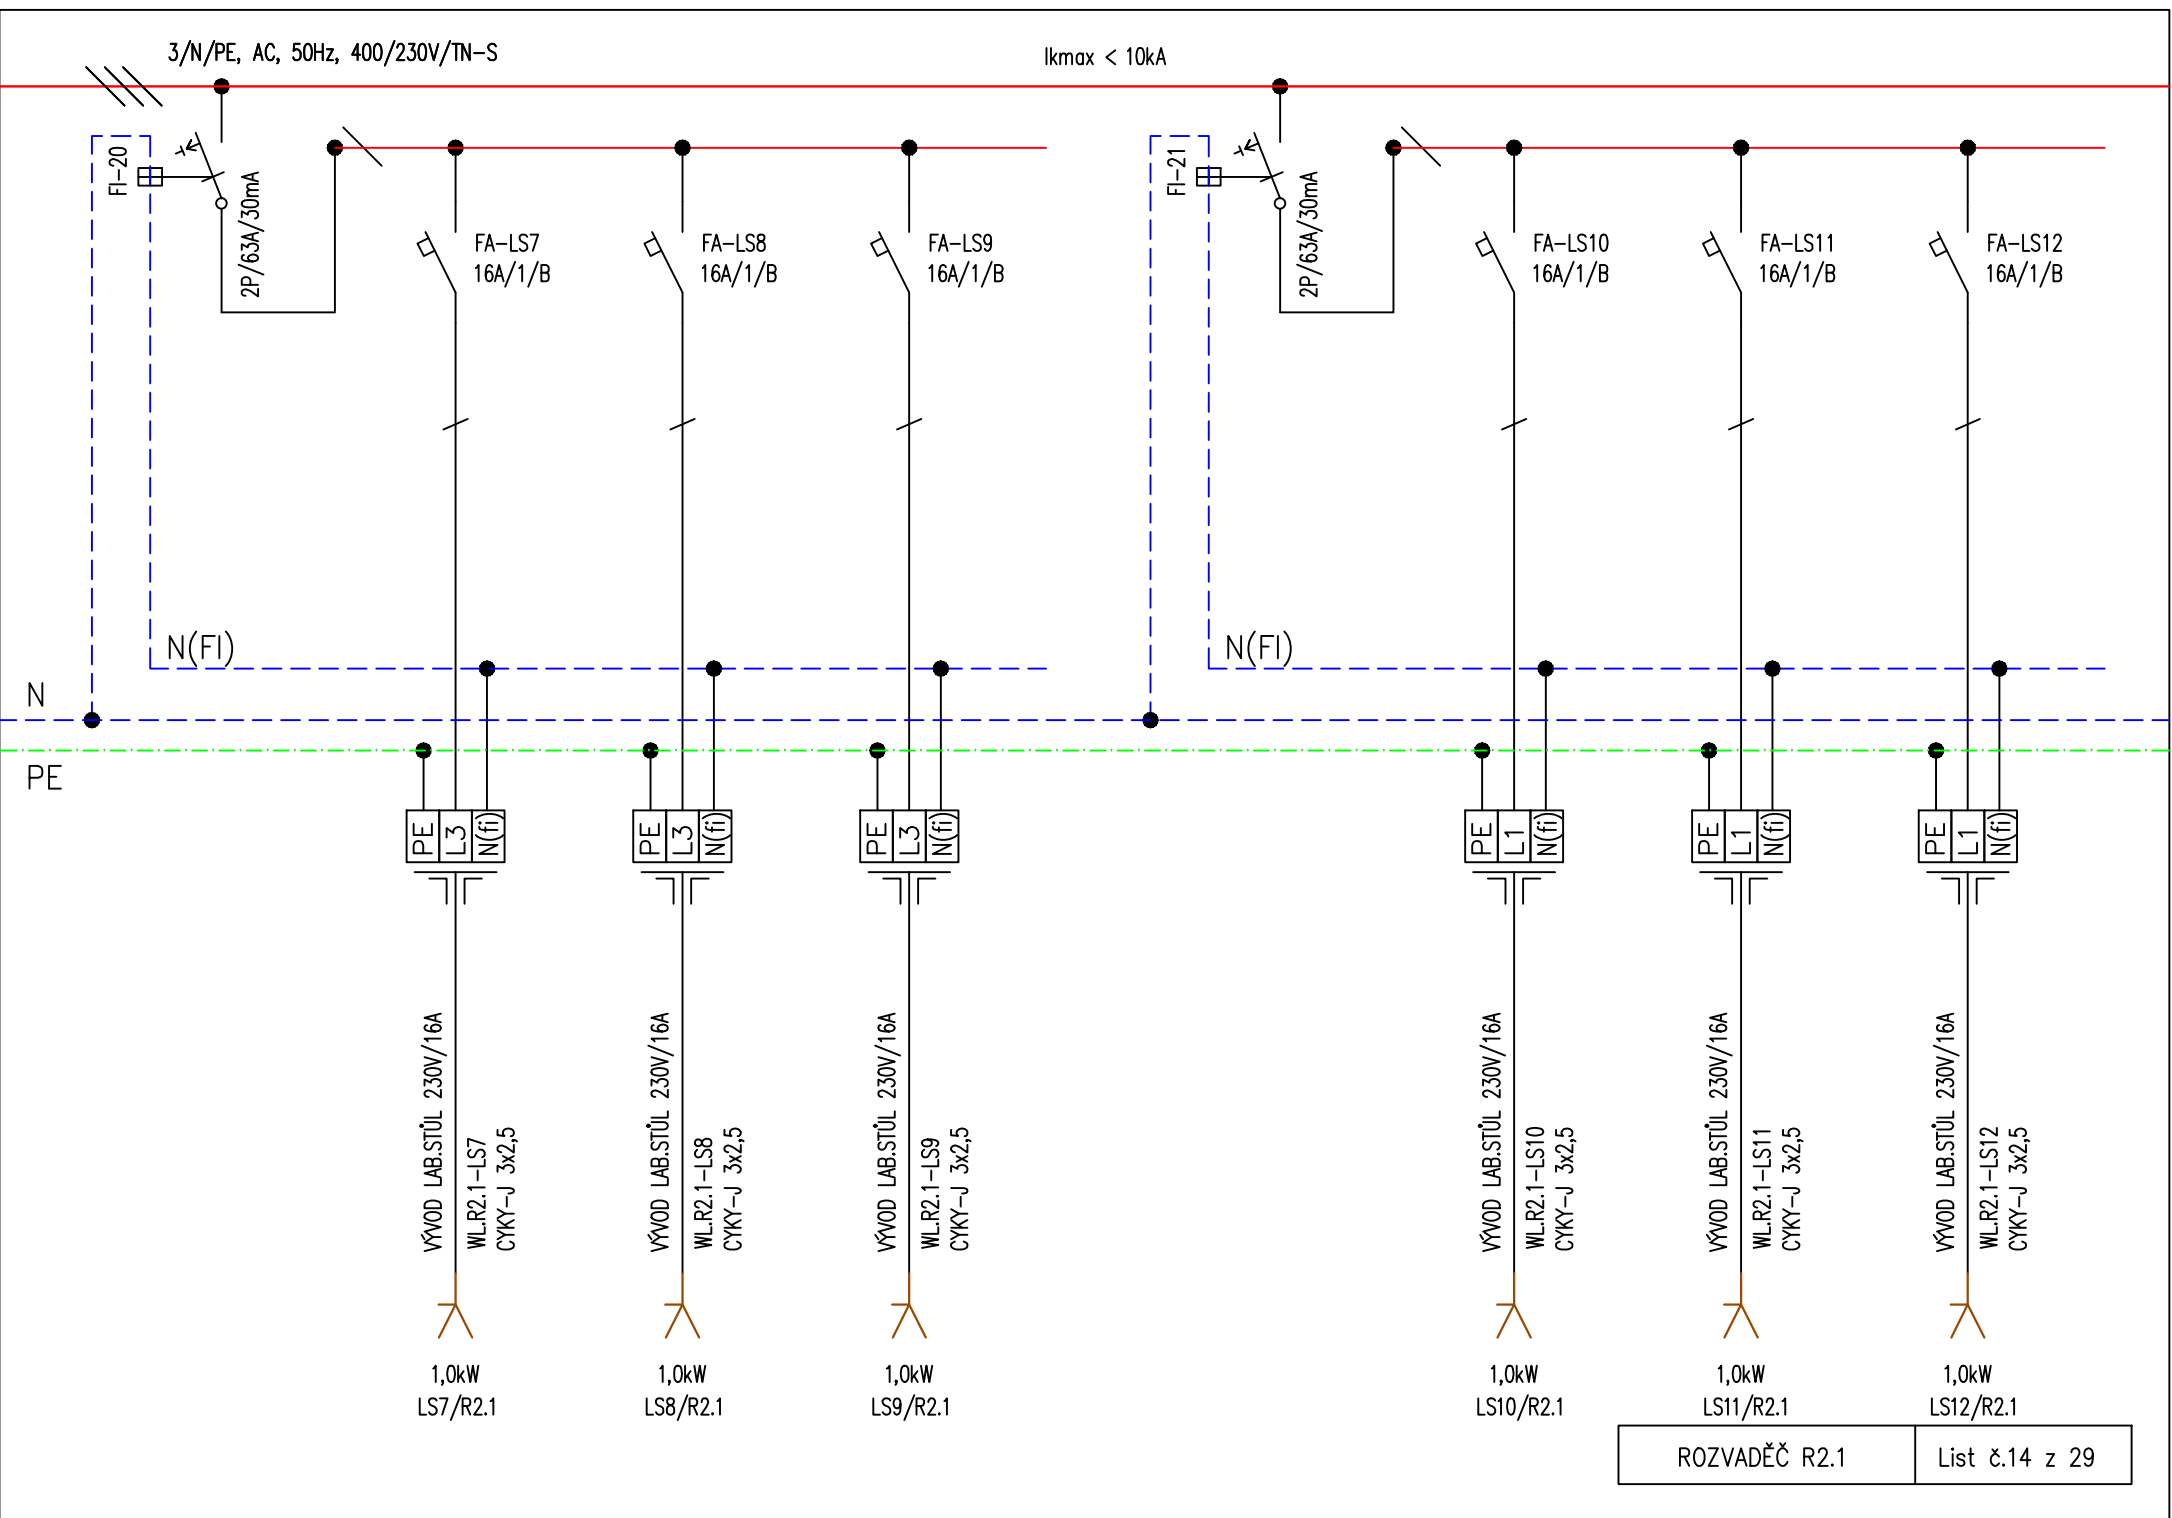 3/N/PE, AC, 50Hz, 400/230V/TN-S
Ikmax < 10kA
FI-20
2P/63A/30mA
FA-LS7
16A/1/B
FA-LS8
16A/1/B
FA-LS9
16A/1/B
FI-21
2P/63A/30mA
FA-LS10
16A/1/B
FA-LS11
16A/1/B
FA-LS12
16A/1/B
N(FI)
N(FI)
N
PE
PE
L3
N(fi)
PE
L3
N(fi)
PE
L3
N(fi)
PE
L1
N(fi)
PE
L1
N(fi)
PE
L1
N(fi)
VÝVOD LAB.STŮL 230V/16A
WL.R2.1-LS7
CYKY-J 3x2,5
VÝVOD LAB.STŮL 230V/16A
WL.R2.1-LS8
CYKY-J 3x2,5
VÝVOD LAB.STŮL 230V/16A
WL.R2.1-LS9
CYKY-J 3x2,5
VÝVOD LAB.STŮL 230V/16A
WL.R2.1-LS10
CYKY-J 3x2,5
VÝVOD LAB.STŮL 230V/16A
WL.R2.1-LS11
CYKY-J 3x2,5
VÝVOD LAB.STŮL 230V/16A
WL.R2.1-LS12
CYKY-J 3x2,5
1,0kW
LS7/R2.1
1,0kW
LS8/R2.1
1,0kW
LS9/R2.1
1,0kW
LS10/R2.1
1,0kW
LS11/R2.1
1,0kW
LS12/R2.1
ROZVADĚČ R2.1
List č.14 z 29